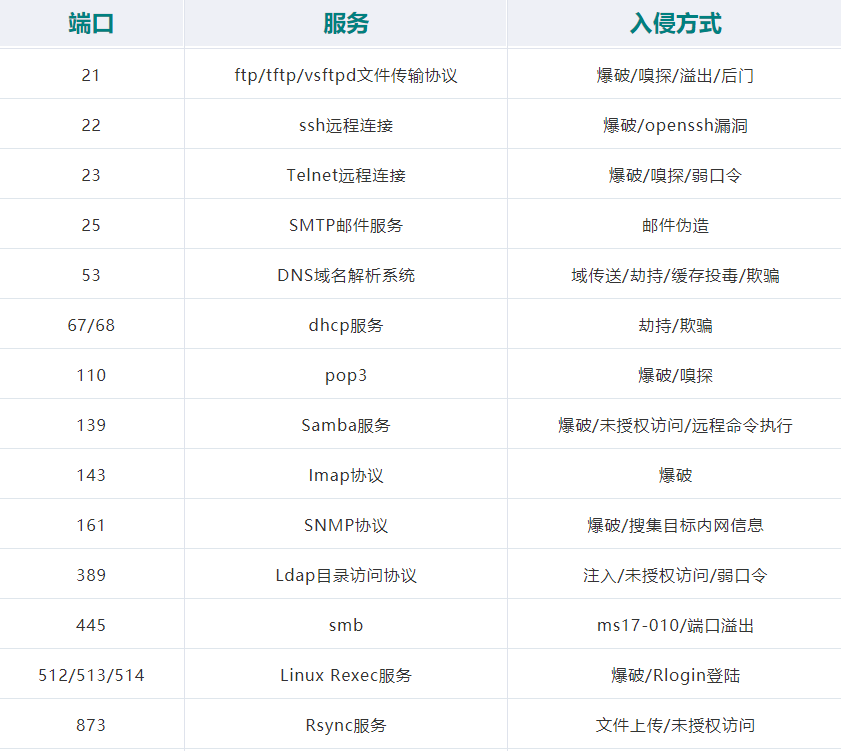 端口 服务 入侵方式
21 ftp/tftp/vsftpd文件传输协议 爆破/嗅探/溢出/后门
22 ssh远程连接 爆破/openssh漏洞
23 Telnet远程连接 爆破/嗅探/弱口令
25 SMTP邮件服务 邮件伪造
53 DNS域名解析系统 域传送/劫持/缓存投毒/欺骗
67/68 dhcp服务 劫持/欺骗
110 pop3 爆破/嗅探
139 Samba服务 爆破/未授权访问/远程命令执行
143 Imap协议 爆破
161 SNMP协议 爆破/搜集目标内网信息
389 Ldap目录访问协议 注入/未授权访问/弱口令
445 smb ms17-010/端口溢出
512/513/514 Linux Rexec服务 爆破/Rlogin登陆
873 Rsync服务 文件上传/未授权访问